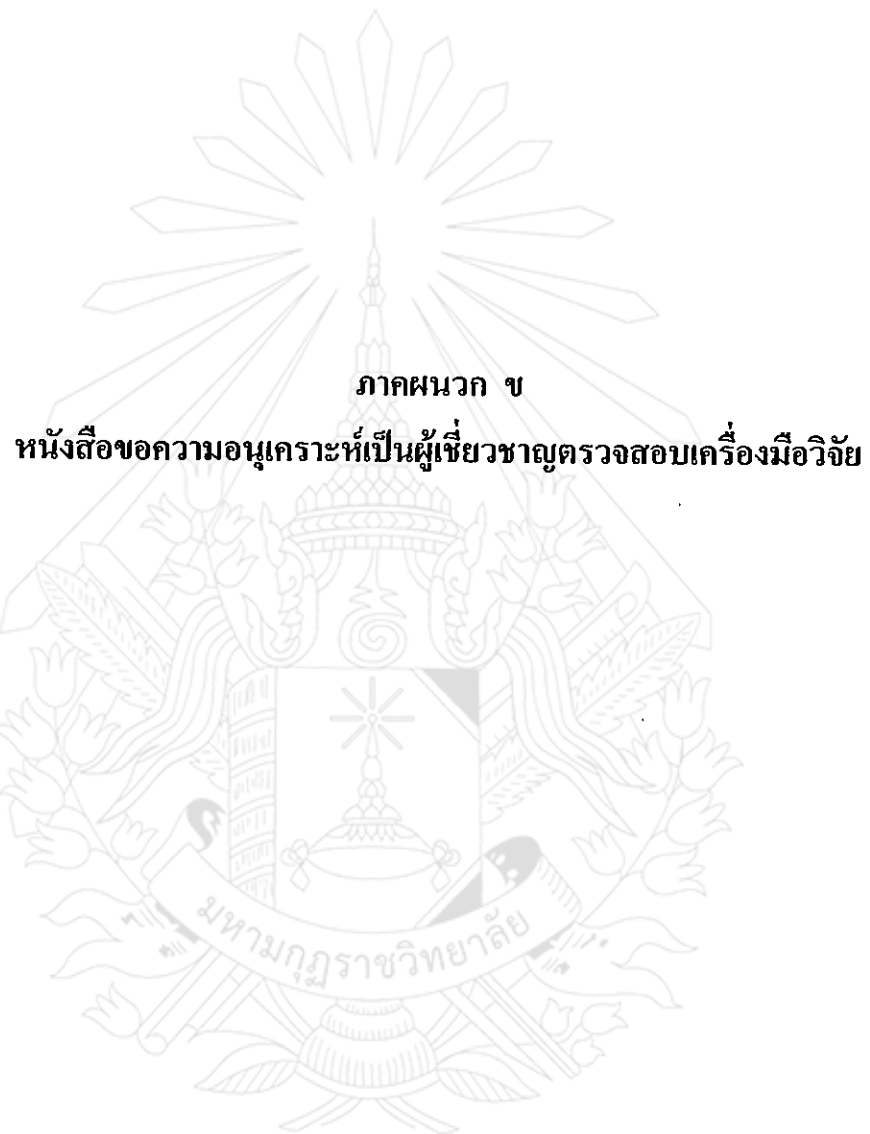 ภาคผนวก ข
หนังสือขอความอนุเคราะห์เป็นผู้เชี่ยวชาญตรวจสอบเครื่องมือวิจัย
มหามกุฏราชวิทยาลัย